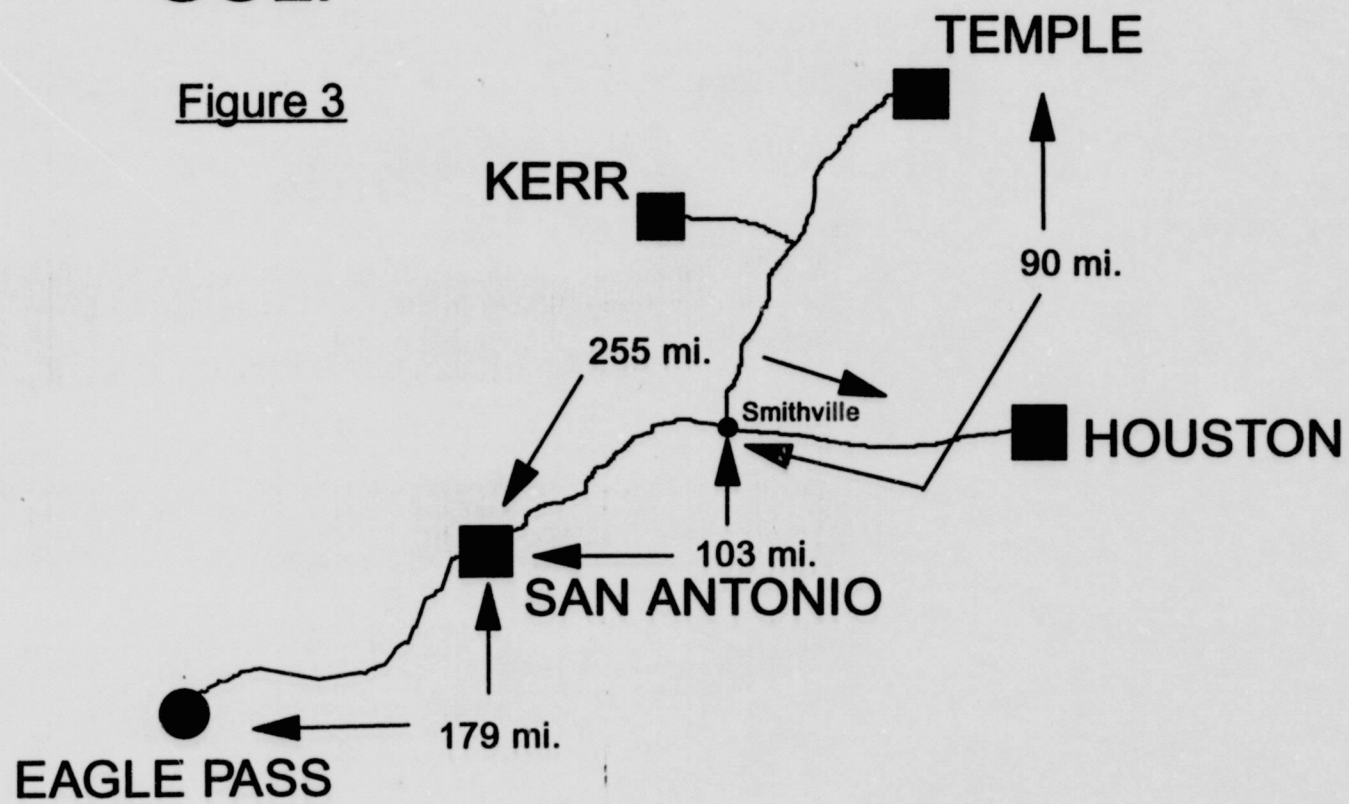 Figure 3
TEMPLE
KERR
90 mi.
255 mi.
Smithville
HOUSTON
103 mi.
SAN ANTONIO
179 mi.
EAGLE PASS